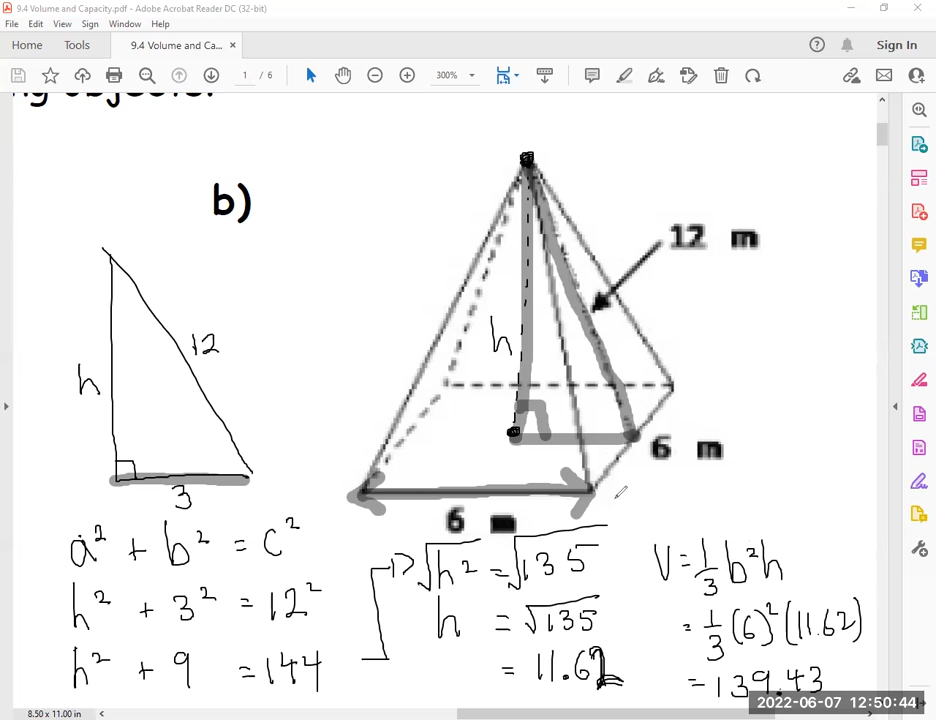 9.4 Volume and Capacity.pdf - Adobe Acrobat Reader DC (32-bit)
File Edit View Sign Window Help
Home Tools 9.4 Volume and Ca... × Sign In
1 / 6 300%
ng objects.
b)
12 m
h
12
h
3
6 m
6 m
a² + b² = c²
h² + 3² = 12²
h² + 9 = 144
√h² = √135
h = √135
= 11.62
V = 1/3 b²h
= 1/3 (6)² (11.62)
= 139.43
8.50 x 11.00 in
2022-06-07 12:50:44